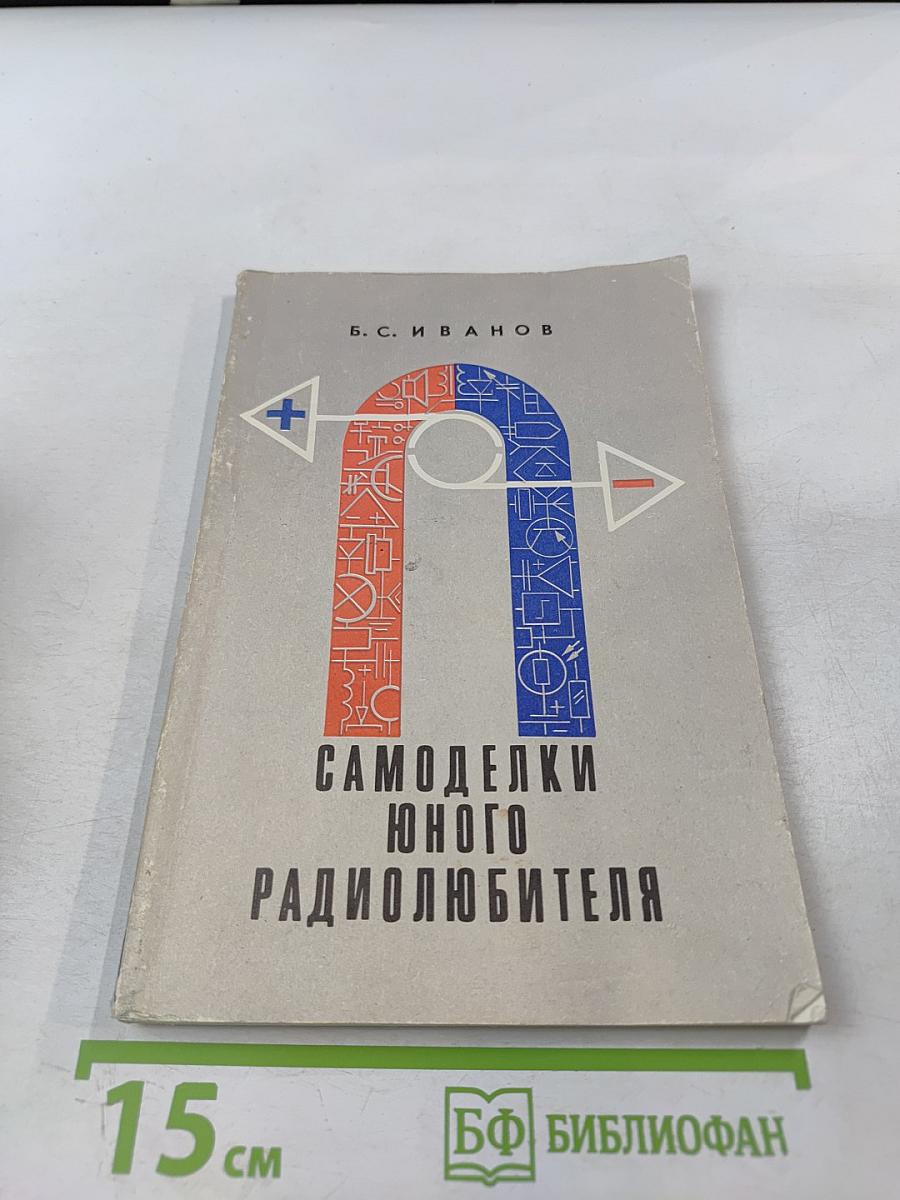 Б. С. ИВАНОВ
САМОДЕЛКИ
ЮНОГО
РАДИОЛЮБИТЕЛЯ
15 см
БФ БИБЛИОФАН